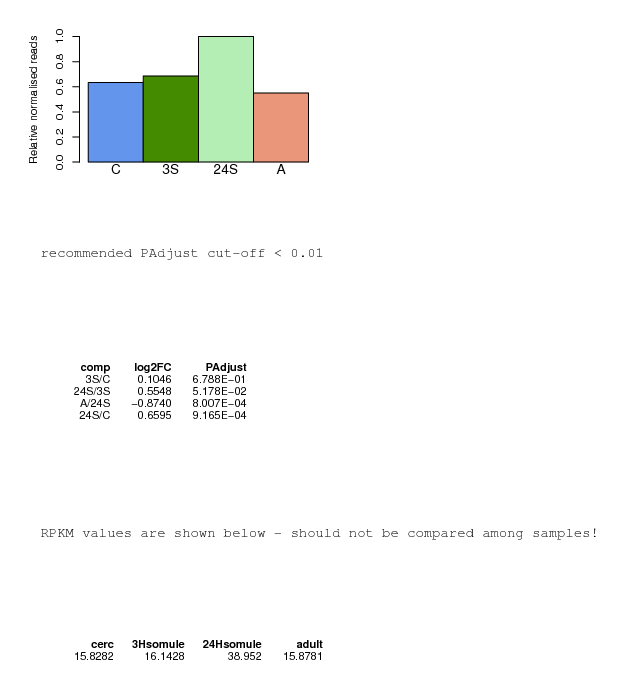 Relative normalised reads
1.0
0.8
0.6
0.4
0.2
0.0
C 3S 24S A
recommended PAdjust cut-off < 0.01
comp log2FC PAdjust
3S/C 0.1046 6.788E−01
24S/3S 0.5548 5.178E−02
A/24S −0.8740 8.007E−04
24S/C 0.6595 9.165E−04
RPKM values are shown below - should not be compared among samples!
cerc 3Hsomule 24Hsomule adult
15.8282 16.1428 38.952 15.8781